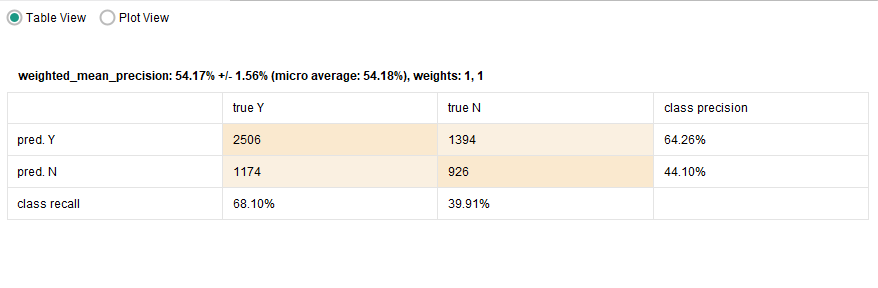 Table View Plot View
weighted_mean_precision: 54.17% +/- 1.56% (micro average: 54.18%), weights: 1, 1
true Y true N class precision
pred. Y 2506 1394 64.26%
pred. N 1174 926 44.10%
class recall 68.10% 39.91%